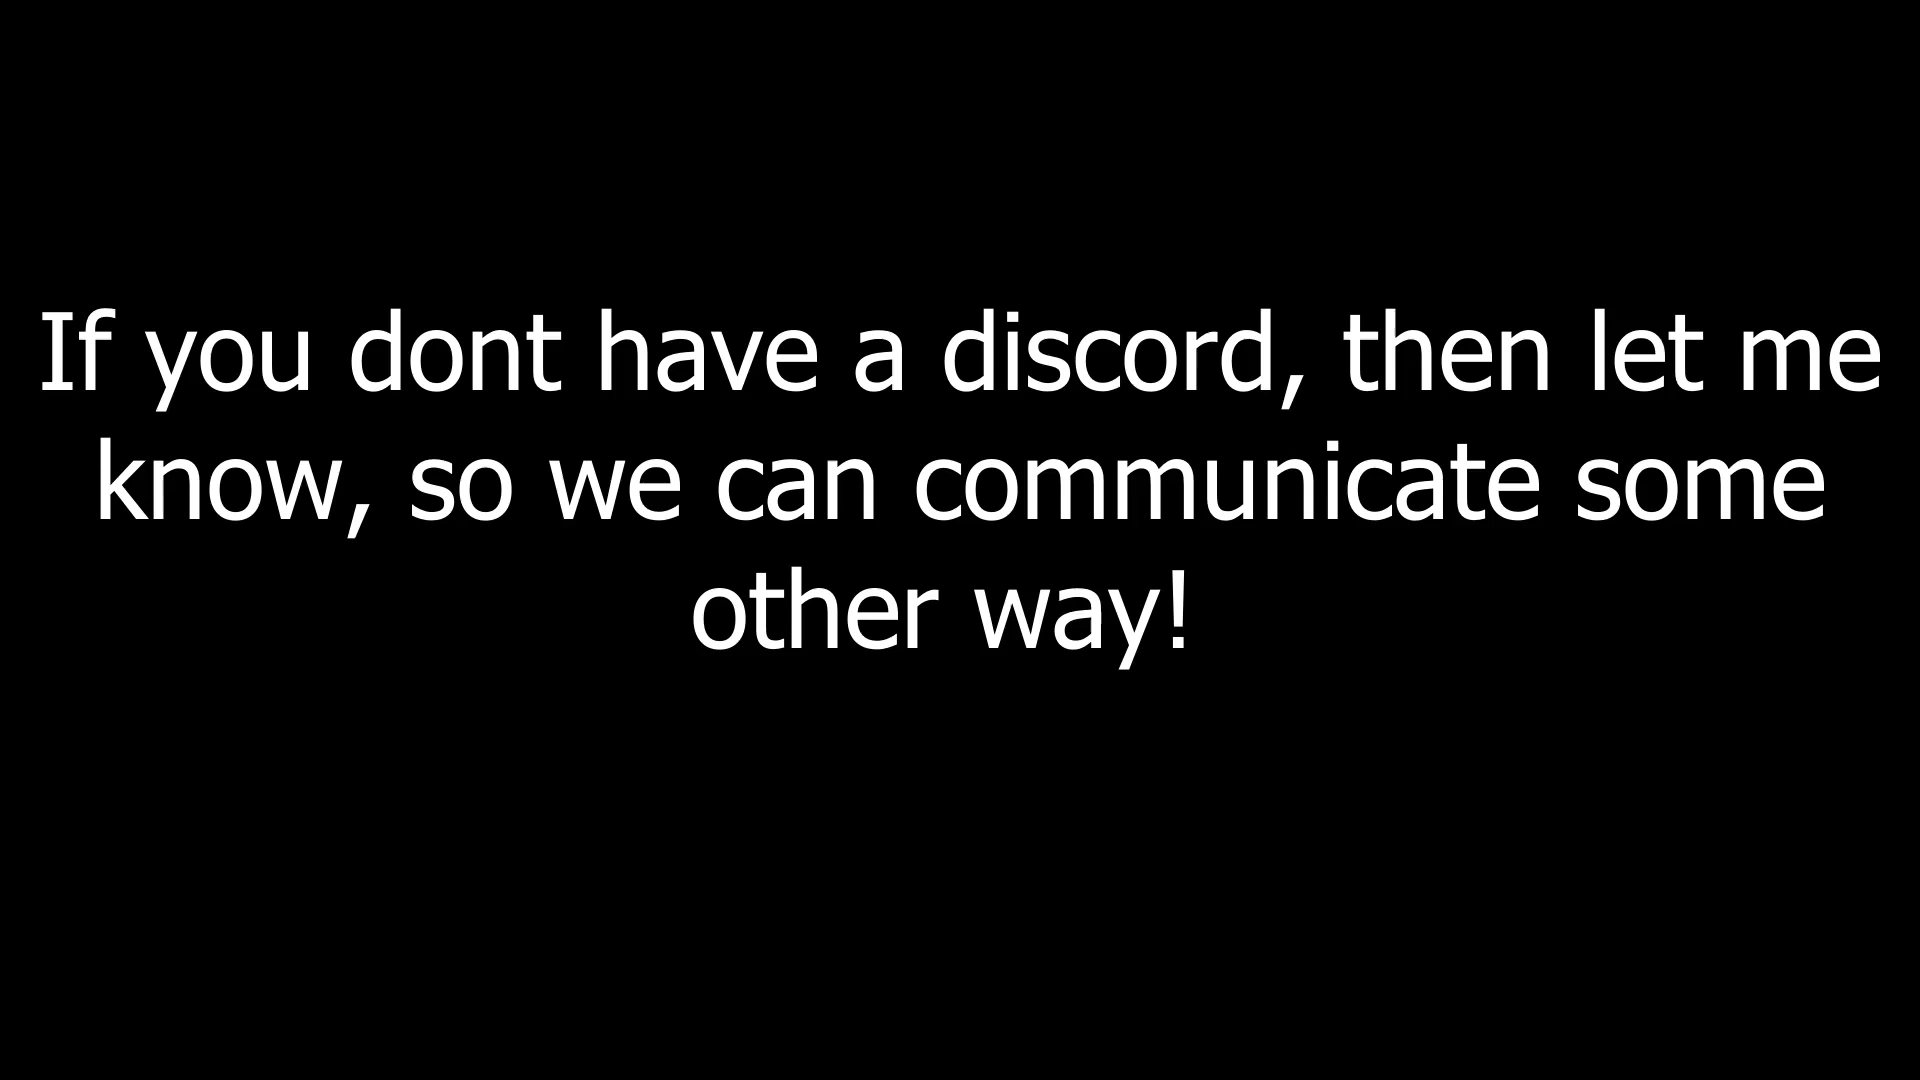 If you dont have a discord, then let me
know, so we can communicate some
other way!